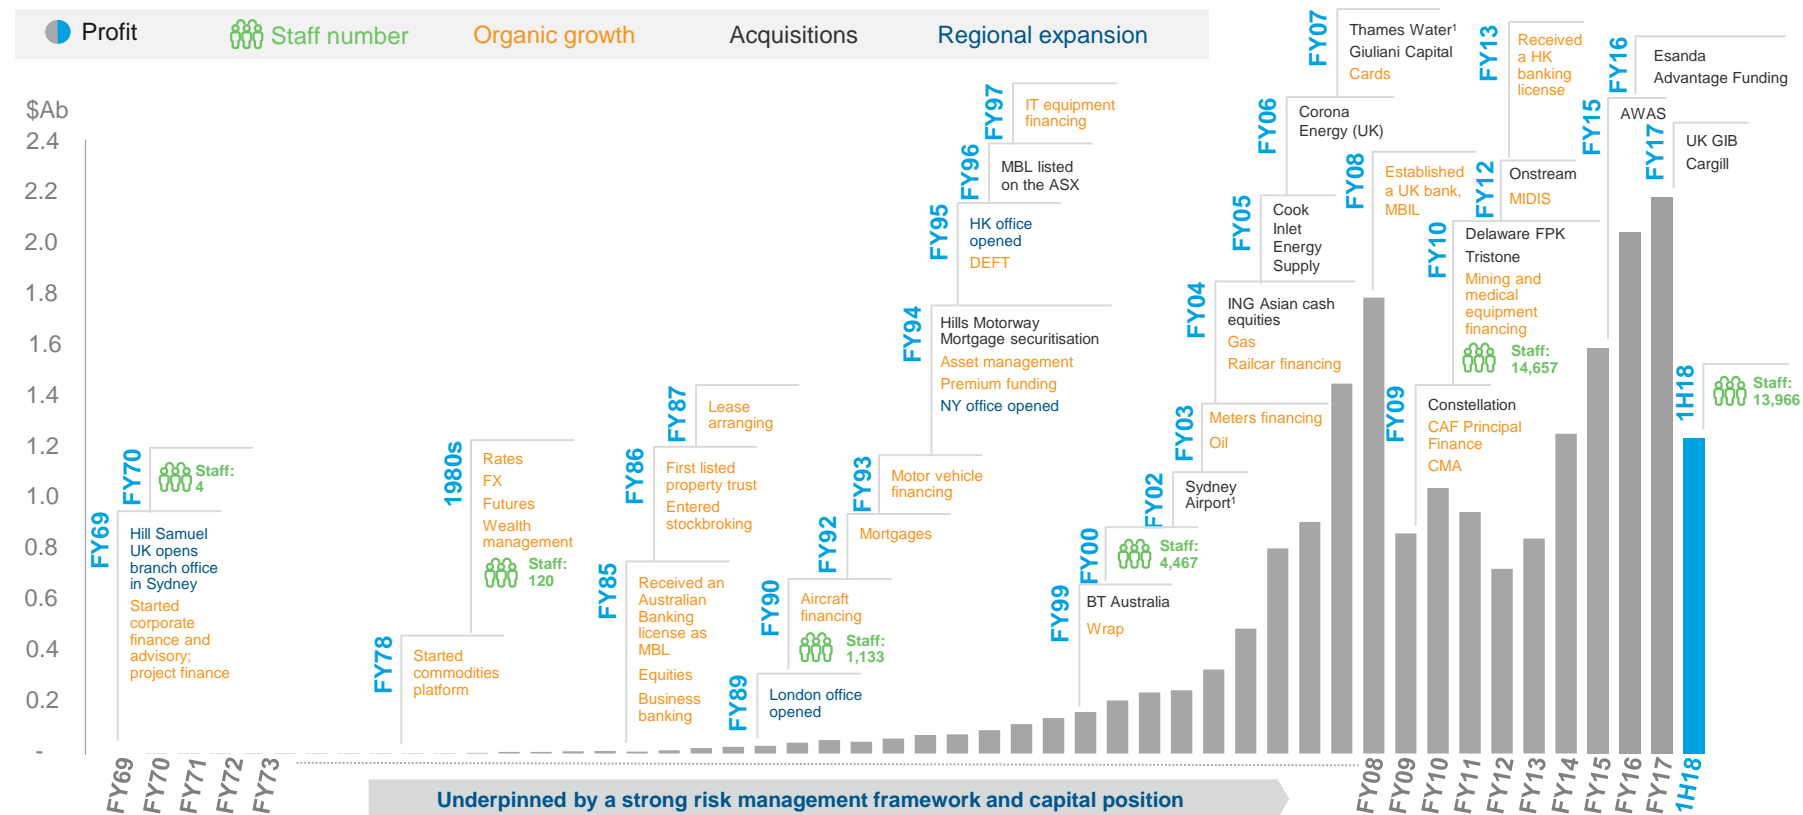 Profit
Staff number
Organic growth
Acquisitions
Regional expansion
$Ab
2.4
2.2
2.0
1.8
1.6
1.4
1.2
1.0
0.8
0.6
0.4
0.2
-
FY69
Hill Samuel
UK opens
branch office
in Sydney
Started
corporate
finance and
advisory;
project finance
FY70
Staff:
4
FY78
Started
commodities
platform
1980s
Rates
FX
Futures
Wealth
management
Staff:
120
FY85
Received an
Australian
Banking
license as
MBL
Equities
Business
banking
FY86
First listed
property trust
Entered
stockbroking
FY87
Lease
arranging
FY89
London office
opened
FY90
Aircraft
financing
Staff:
1,133
FY92
Mortgages
FY93
Motor vehicle
financing
FY94
Hills Motorway
Mortgage securitisation
Asset management
Premium funding
NY office opened
FY95
HK office
opened
DEFT
FY96
MBL listed
on the ASX
FY97
IT equipment
financing
FY99
BT Australia
Wrap
FY00
Staff:
4,467
FY02
Sydney
Airport¹
FY03
Meters financing
Oil
FY04
ING Asian cash
equities
Gas
Railcar financing
FY05
Cook
Inlet
Energy
Supply
FY06
Corona
Energy (UK)
FY07
Thames Water¹
Giuliani Capital
Cards
FY08
Established
a UK bank,
MBIL
FY09
Constellation
CAF Principal
Finance
CMA
FY10
Delaware FPK
Tristone
Mining and
medical
equipment
financing
Staff:
14,657
FY12
Onstream
MIDIS
FY13
Received
a HK
banking
license
FY15
AWAS
FY16
Esanda
Advantage Funding
FY17
UK GIB
Cargill
1H18
Staff:
13,966
FY69
FY70
FY71
FY72
FY73
FY08
FY09
FY10
FY11
FY12
FY13
FY14
FY15
FY16
FY17
1H18
Underpinned by a strong risk management framework and capital position